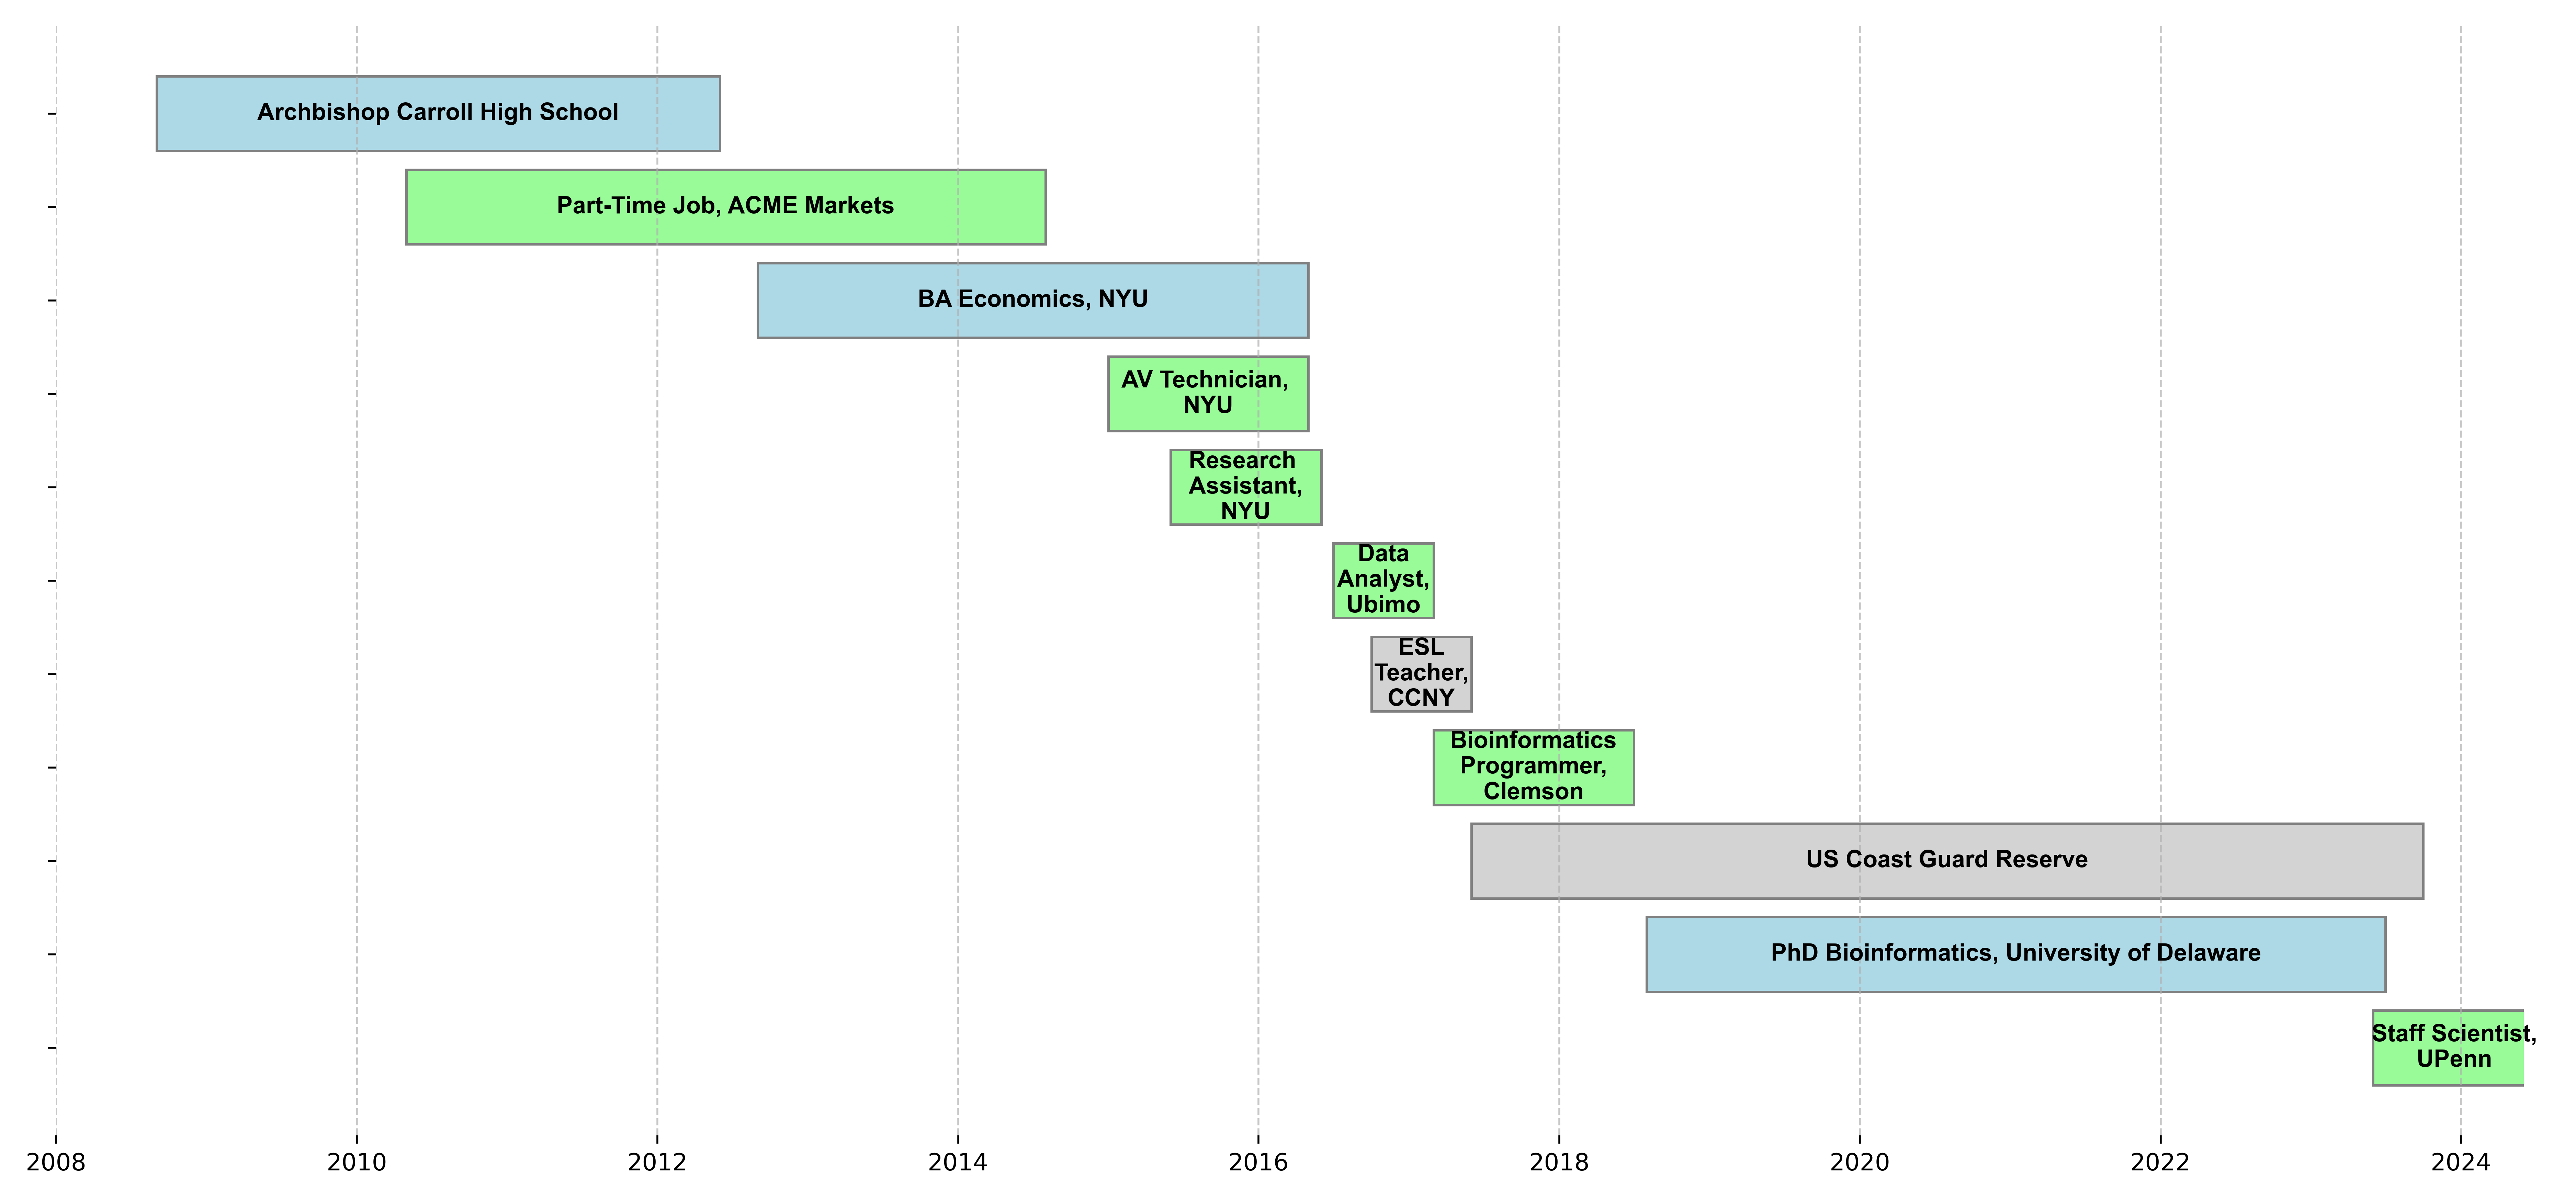 Archbishop Carroll High School
Part-Time Job, ACME Markets
BA Economics, NYU
AV Technician,
NYU
Research
Assistant,
NYU
Data
Analyst,
Ubimo
ESL
Teacher,
CCNY
Bioinformatics
Programmer,
Clemson
US Coast Guard Reserve
PhD Bioinformatics, University of Delaware
Staff Scientist,
UPenn
2008 2010 2012 2014 2016 2018 2020 2022 2024